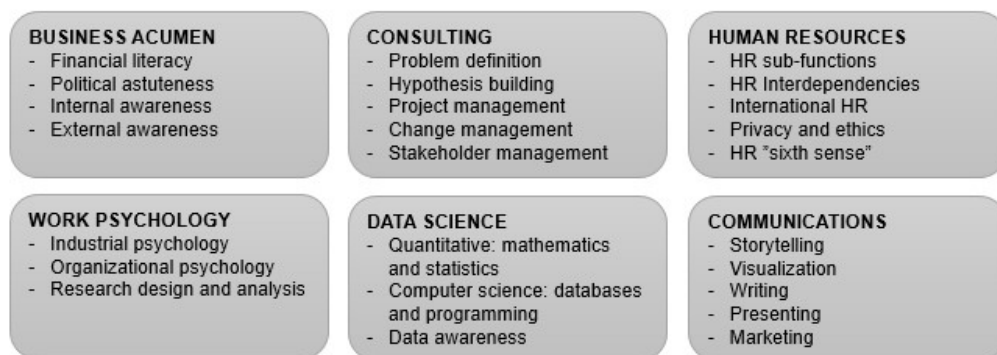 BUSINESS ACUMEN
- Financial literacy
- Political astuteness
- Internal awareness
- External awareness
CONSULTING
- Problem definition
- Hypothesis building
- Project management
- Change management
- Stakeholder management
HUMAN RESOURCES
- HR sub-functions
- HR Interdependencies
- International HR
- Privacy and ethics
- HR ”sixth sense”
WORK PSYCHOLOGY
- Industrial psychology
- Organizational psychology
- Research design and analysis
DATA SCIENCE
- Quantitative: mathematics
and statistics
- Computer science: databases
and programming
- Data awareness
COMMUNICATIONS
- Storytelling
- Visualization
- Writing
- Presenting
- Marketing